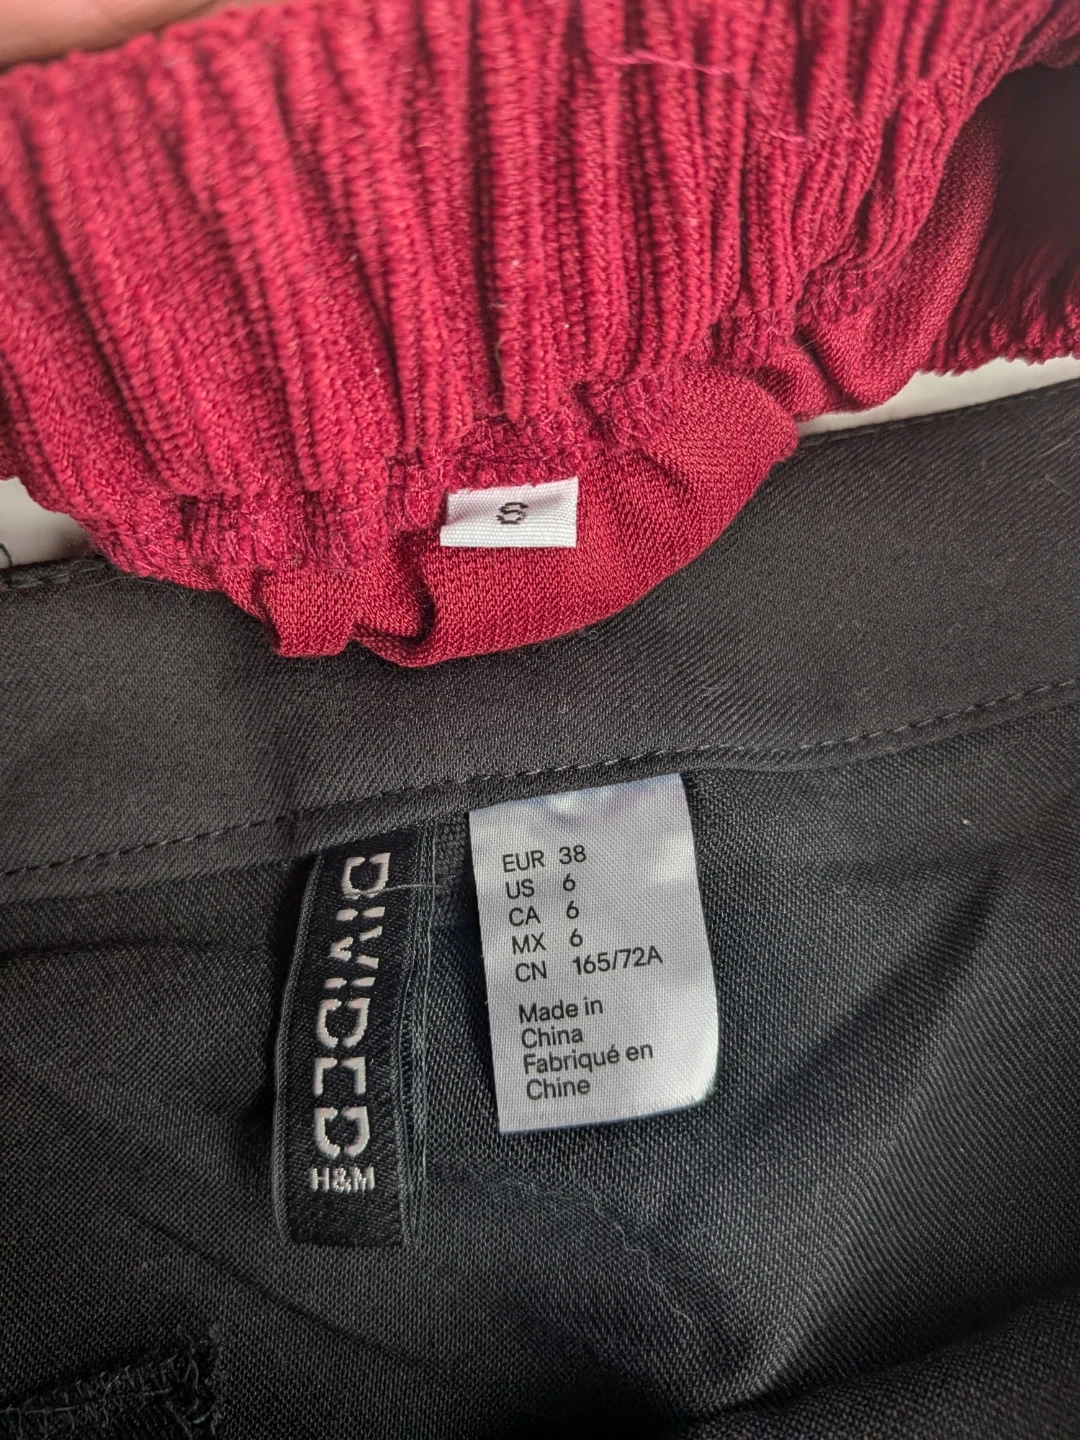 S
DIVIDED
H&M
EUR 38
US 6
CA 6
MX 6
CN 165/72A
Made in
China
Fabriqué en
Chine